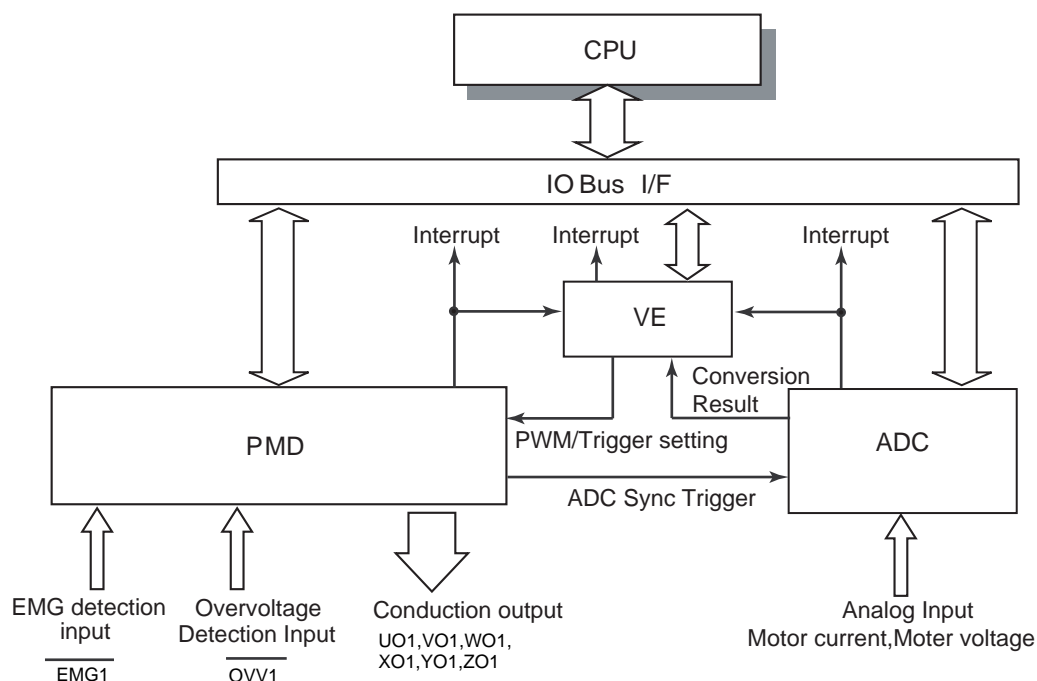 CPU
IO Bus I/F
Interrupt
Interrupt
Interrupt
VE
Conversion
Result
PMD
PWM/Trigger setting
ADC
ADC Sync Trigger
EMG detection
input
EMG1
Overvoltage
Detection Input
OVV1
Conduction output
UO1,VO1,WO1,
XO1,YO1,ZO1
Analog Input
Motor current,Moter voltage